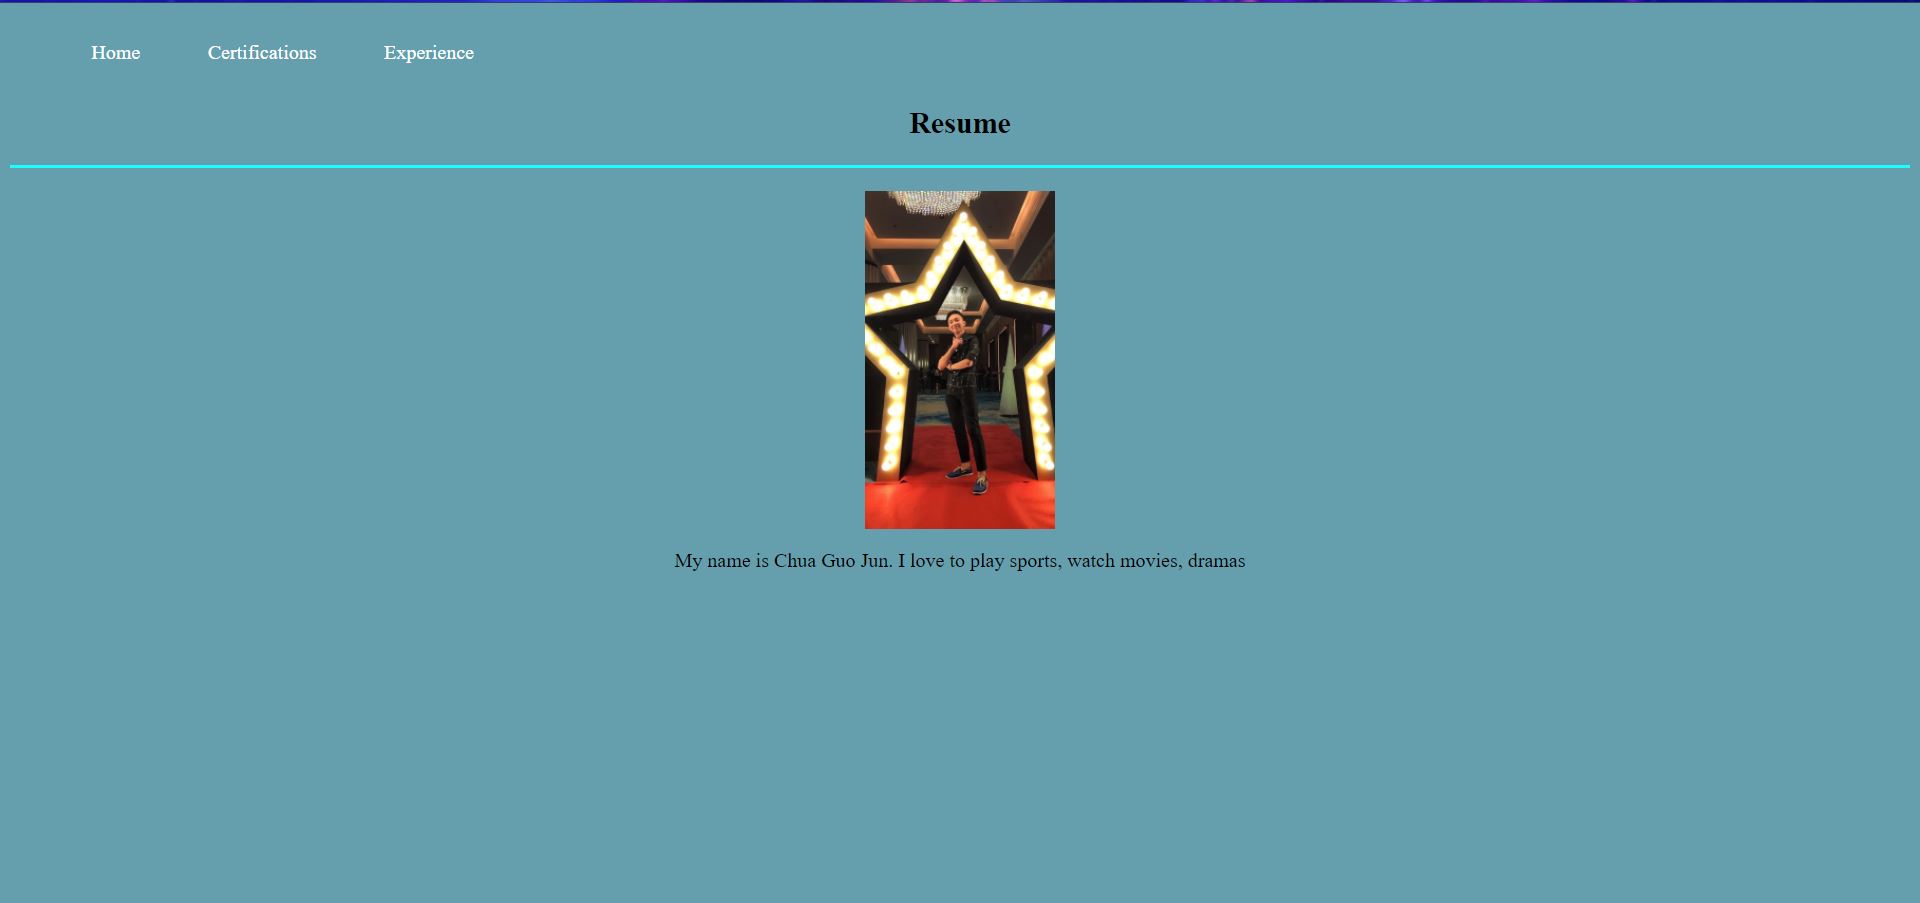 Home Certifications Experience
Resume
My name is Chua Guo Jun. I love to play sports, watch movies, dramas